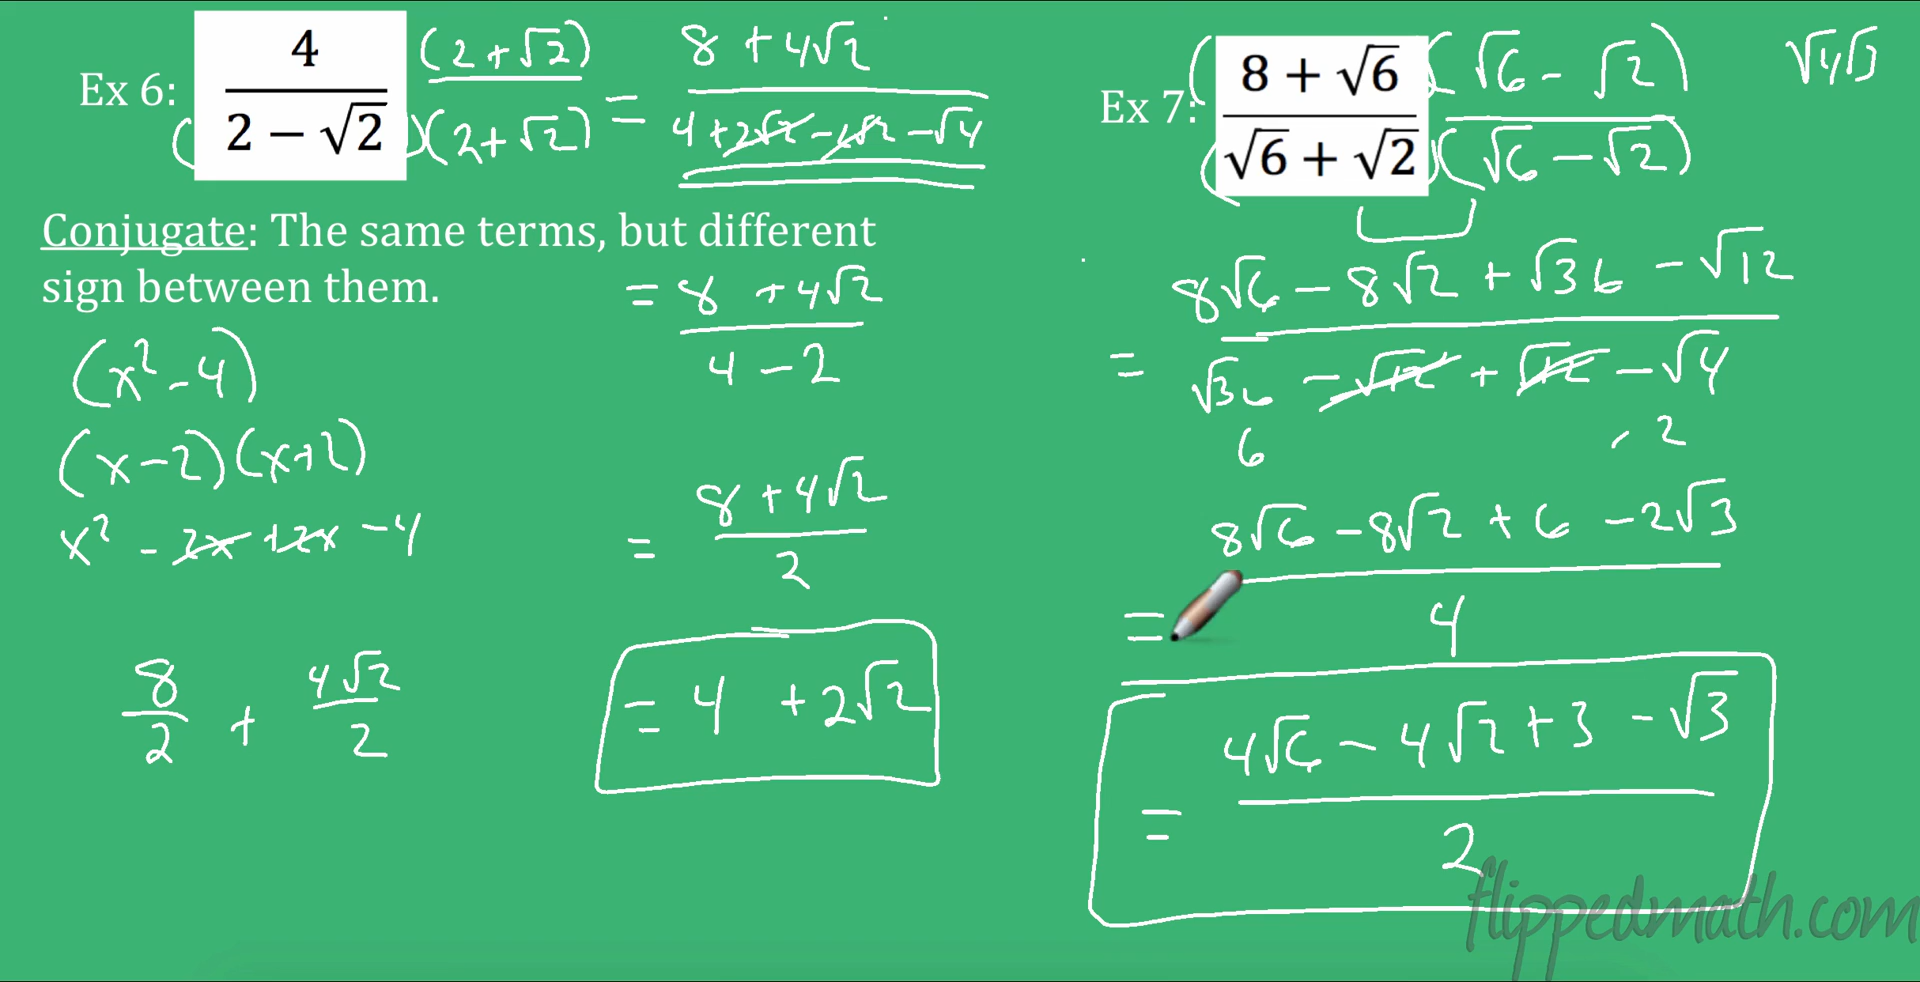 Ex 6: 4/(2 − √2) (2 + √2)/(2 + √2) = (8 + 4√2)/(4 + 2√2 − 2√2 − √4)
Conjugate: The same terms, but different
sign between them.
= (8 + 4√2)/(4 − 2)
(x² − 4)
(x − 2)(x + 2)
x² − 2x + 2x − 4
= (8 + 4√2)/2
8/2 + 4√2/2
= 4 + 2√2
Ex 7: (8 + √6)/(√6 + √2) (√6 − √2)/(√6 − √2)
√4√3
= (8√6 − 8√2 + √36 − √12)/(√36 − √12 + √12 − √4)
6 − 2
= (8√6 − 8√2 + 6 − 2√3)/4
= (4√6 − 4√2 + 3 − √3)/2
flippedmath.com